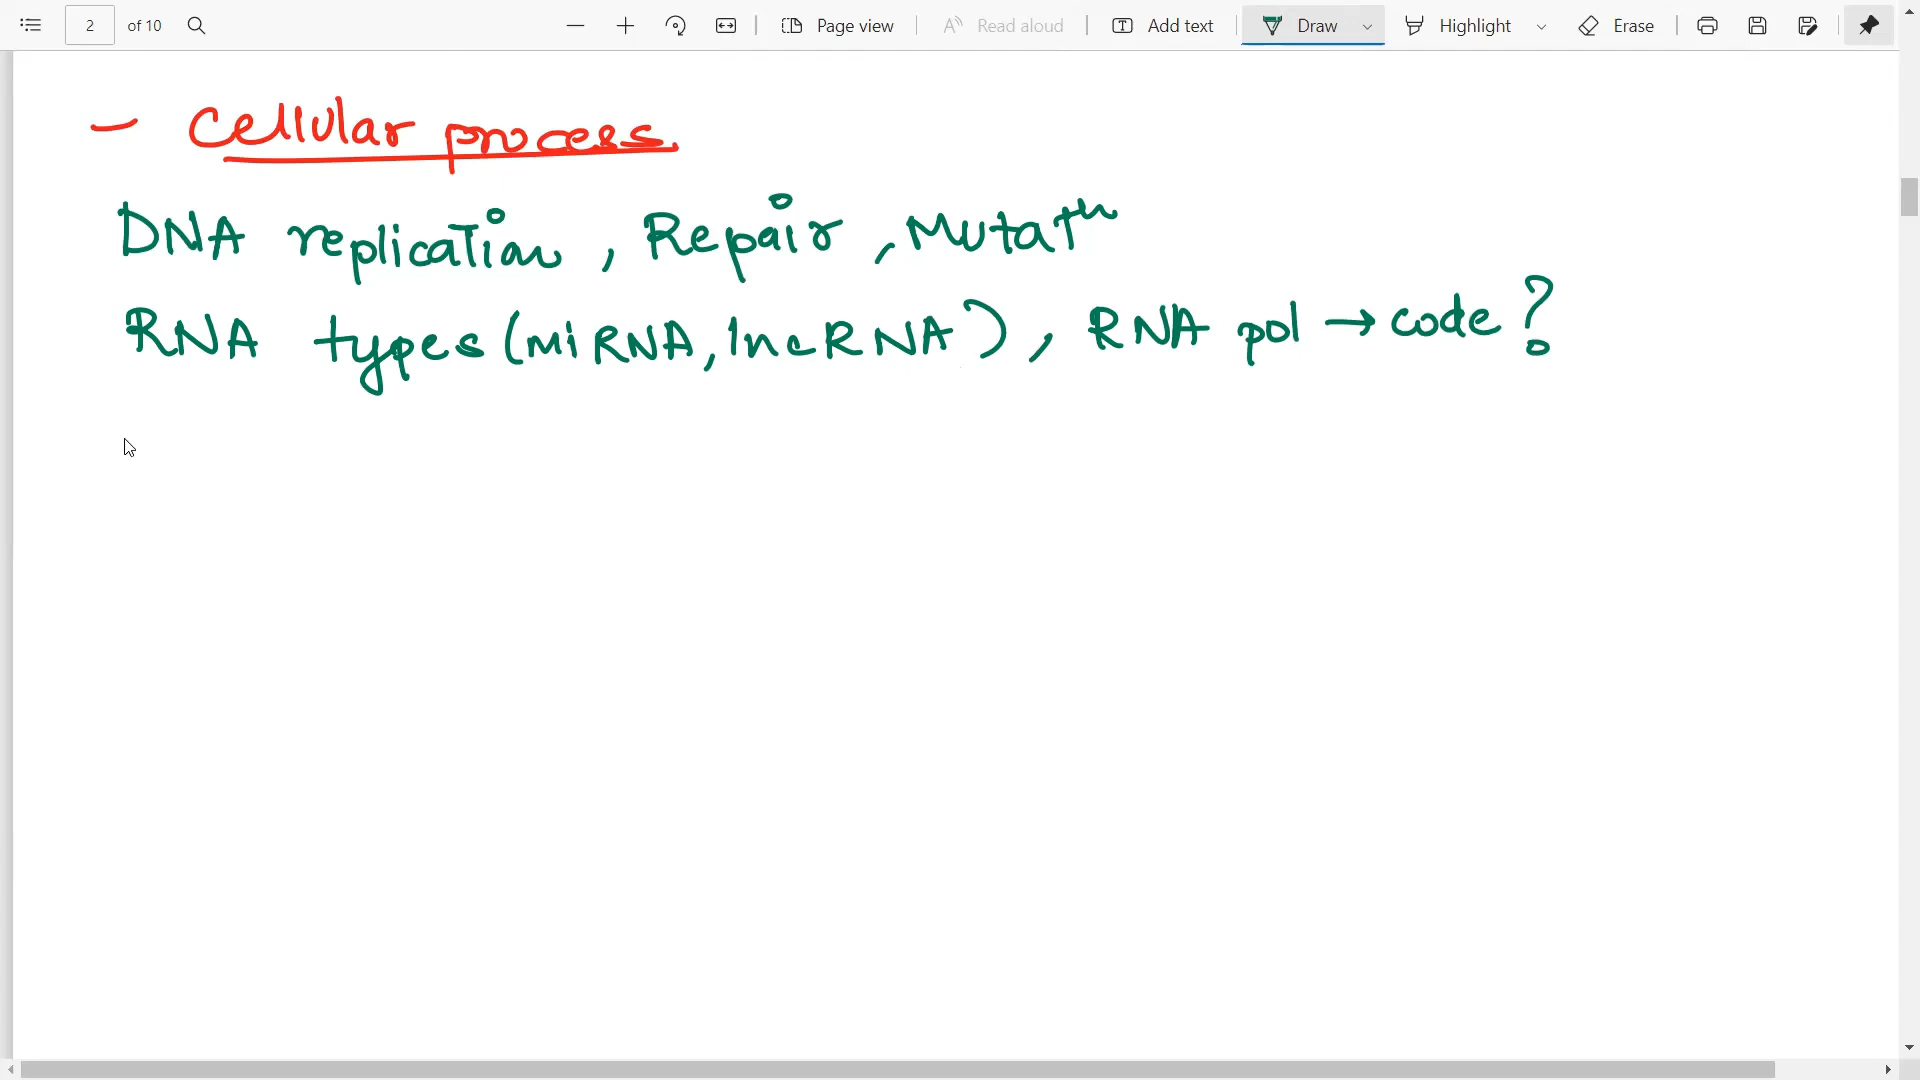 2 of 10 Page view Read aloud Add text Draw Highlight Erase
- Cellular process.
DNA replication, Repair, Mutatn
RNA types (miRNA, lncRNA), RNA pol → code?